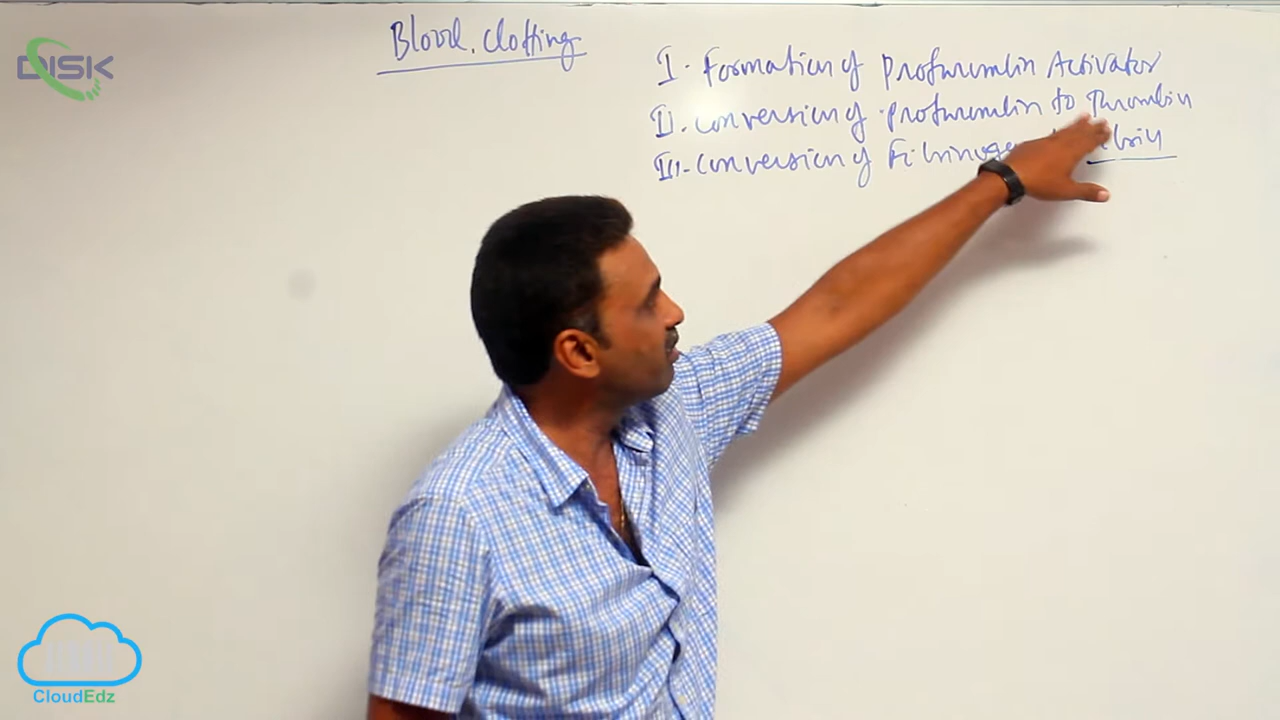 DISK
Blood clotting
I. Formation of Prothrombin Activator
II. Conversion of prothrombin to Thrombin
III. Conversion of Fibrinogen
CloudEdz